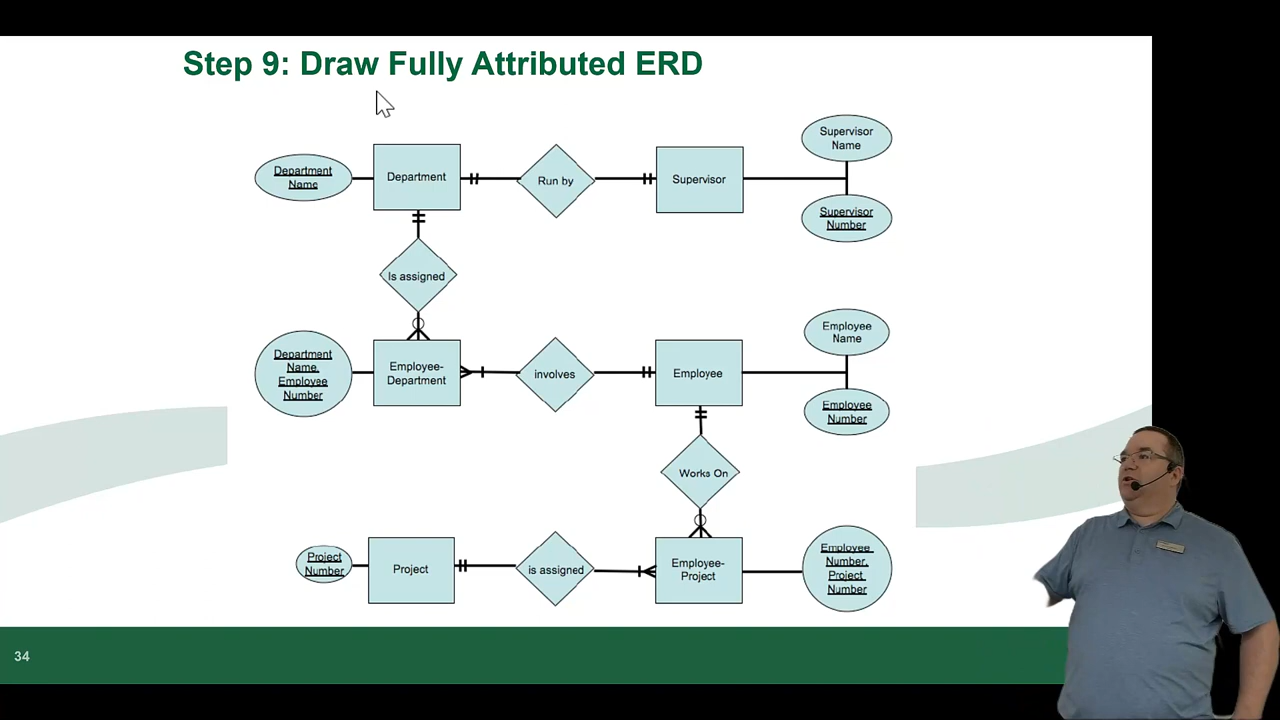 Step 9: Draw Fully Attributed ERD
Supervisor
Name
Department
Name
Department
Run by
Supervisor
Supervisor
Number
Is assigned
Employee
Name
Department
Name,
Employee
Number
Employee-
Department
involves
Employee
Employee
Number
Works On
Project
Number
Project
is assigned
Employee-
Project
Employee
Number,
Project
Number
34